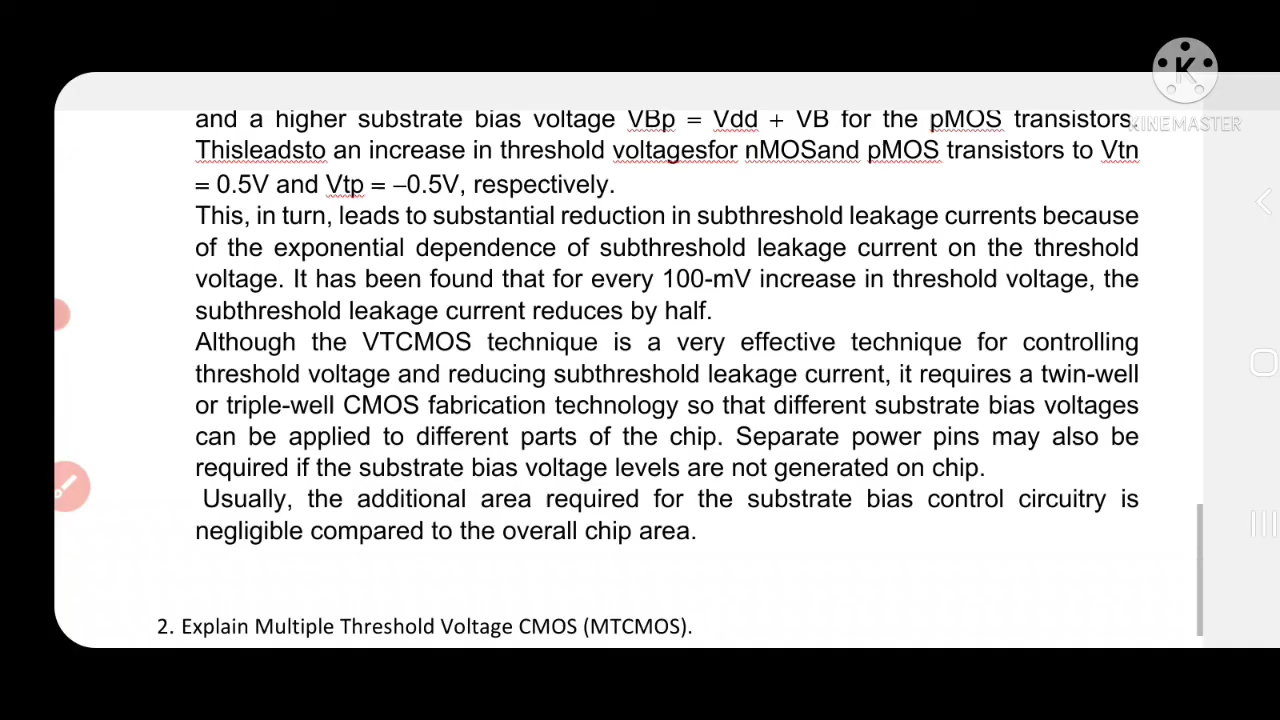 and a higher substrate bias voltage VBp = Vdd + VB for the pMOS transistors.
KINEMASTER
Thisleadsto an increase in threshold voltagesfor nMOSand pMOS transistors to Vtn
= 0.5V and Vtp = –0.5V, respectively.
This, in turn, leads to substantial reduction in subthreshold leakage currents because
of the exponential dependence of subthreshold leakage current on the threshold
voltage. It has been found that for every 100-mV increase in threshold voltage, the
subthreshold leakage current reduces by half.
Although the VTCMOS technique is a very effective technique for controlling
threshold voltage and reducing subthreshold leakage current, it requires a twin-well
or triple-well CMOS fabrication technology so that different substrate bias voltages
can be applied to different parts of the chip. Separate power pins may also be
required if the substrate bias voltage levels are not generated on chip.
Usually, the additional area required for the substrate bias control circuitry is
negligible compared to the overall chip area.
2. Explain Multiple Threshold Voltage CMOS (MTCMOS).